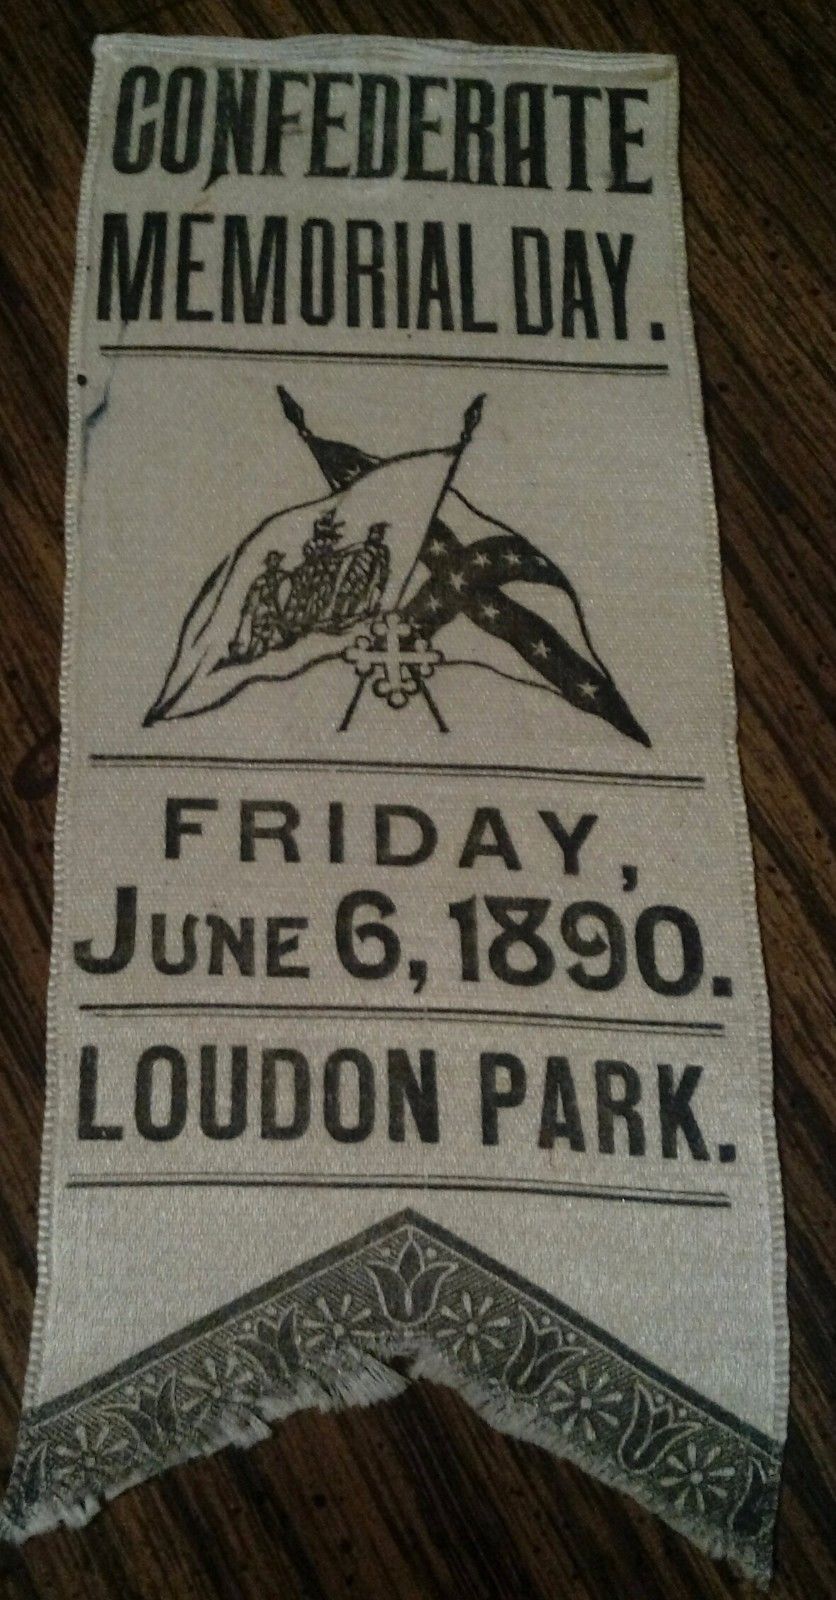 CONFEDERATE
MEMORIAL DAY.
FRIDAY,
JUNE 6, 1890.
LOUDON PARK.